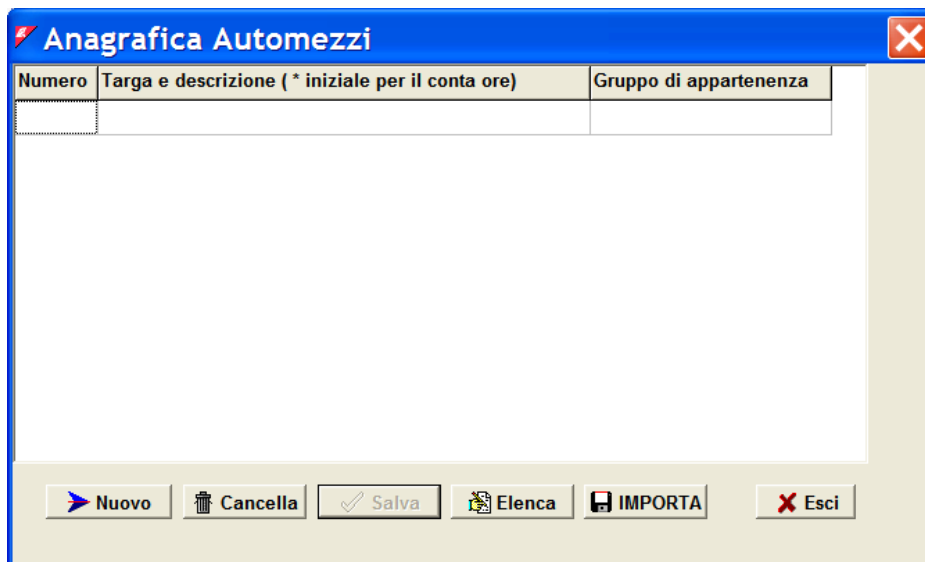 Anagrafica Automezzi
Numero Targa e descrizione ( * iniziale per il conta ore) Gruppo di appartenenza
Nuovo Cancella Salva Elenca IMPORTA Esci